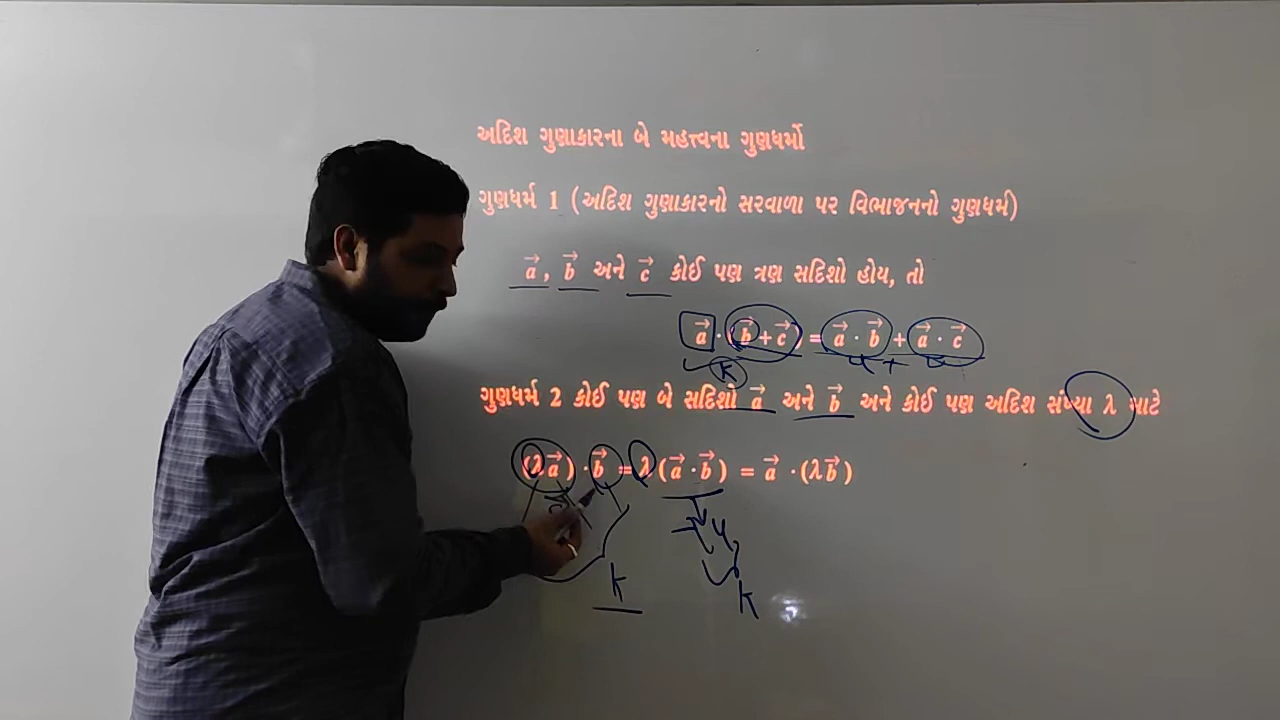 અદિશ ગુણાકારના બે મહત્ત્વના ગુણધર્મો
ગુણધર્મ 1 (અદિશ ગુણાકારનો સરવાળા પર વિભાજનનો ગુણધર્મ)
a⃗, b⃗ અને c⃗ કોઈ પણ ત્રણ સદિશો હોય, તો
a⃗ · (b⃗ + c⃗) = a⃗ · b⃗ + a⃗ · c⃗
k
ગુણધર્મ 2 કોઈ પણ બે સદિશો a⃗ અને b⃗ અને કોઈ પણ અદિશ સંખ્યા λ માટે
(λa⃗) · b⃗ = λ(a⃗ · b⃗) = a⃗ · (λb⃗)
k
k